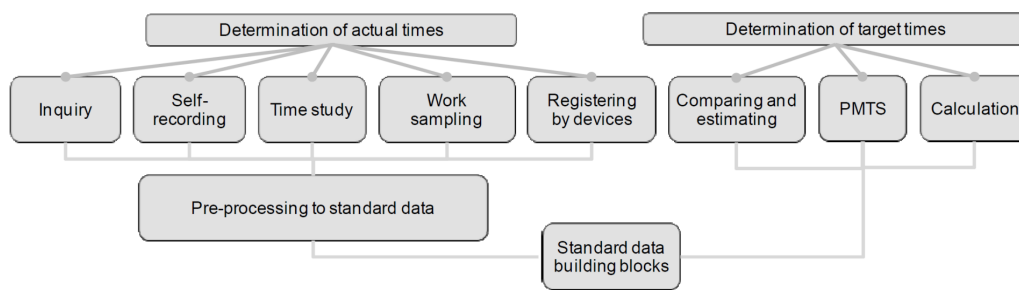 Determination of actual times
Determination of target times
Inquiry
Self-
recording
Time study
Work
sampling
Registering
by devices
Comparing and
estimating
PMTS
Calculation
Pre-processing to standard data
Standard data
building blocks